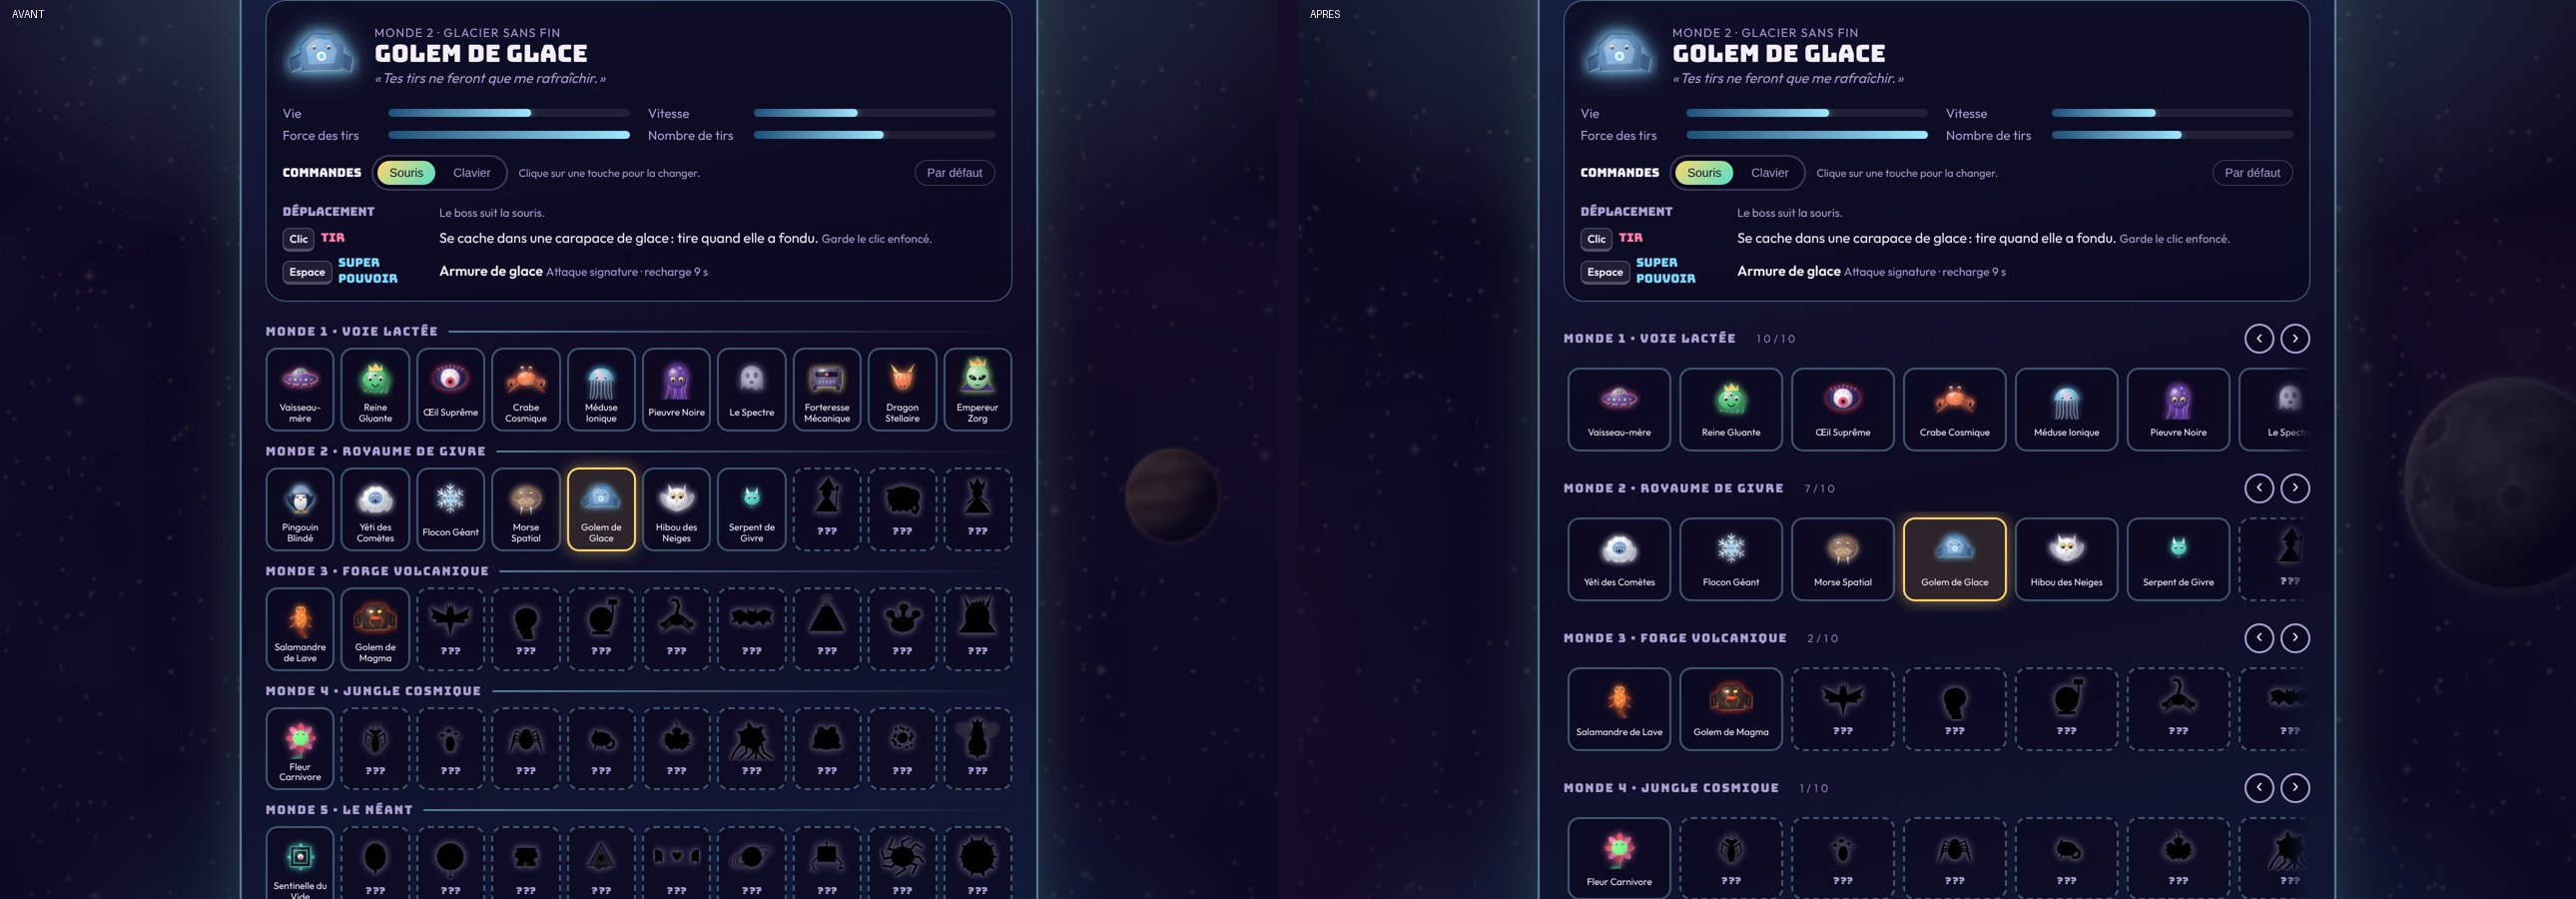 AVANT
MONDE 2 · GLACIER SANS FIN
GOLEM DE GLACE
« Tes tirs ne feront que me rafraîchir. »
Vie
Vitesse
Force des tirs
Nombre de tirs
COMMANDES Souris Clavier Clique sur une touche pour la changer. Par défaut
DÉPLACEMENT Le boss suit la souris.
Clic TIR Se cache dans une carapace de glace : tire quand elle a fondu. Garde le clic enfoncé.
Espace SUPER POUVOIR Armure de glace Attaque signature · recharge 9 s
MONDE 1 • VOIE LACTÉE
Vaisseau-mère
Reine Gluante
Œil Suprême
Crabe Cosmique
Méduse Ionique
Pieuvre Noire
Le Spectre
Forteresse Mécanique
Dragon Stellaire
Empereur Zorg
MONDE 2 • ROYAUME DE GIVRE
Pingouin Blindé
Yéti des Comètes
Flocon Géant
Morse Spatial
Golem de Glace
Hibou des Neiges
Serpent de Givre
???
???
???
MONDE 3 • FORGE VOLCANIQUE
Salamandre de Lave
Golem de Magma
???
???
???
???
???
???
???
???
MONDE 4 • JUNGLE COSMIQUE
Fleur Carnivore
???
???
???
???
???
???
???
???
???
MONDE 5 • LE NÉANT
Sentinelle du Vide
???
???
???
???
???
???
???
???
???
APRES
MONDE 2 · GLACIER SANS FIN
GOLEM DE GLACE
« Tes tirs ne feront que me rafraîchir. »
Vie
Vitesse
Force des tirs
Nombre de tirs
COMMANDES Souris Clavier Clique sur une touche pour la changer. Par défaut
DÉPLACEMENT Le boss suit la souris.
Clic TIR Se cache dans une carapace de glace : tire quand elle a fondu. Garde le clic enfoncé.
Espace SUPER POUVOIR Armure de glace Attaque signature · recharge 9 s
MONDE 1 • VOIE LACTÉE 10/10
Vaisseau-mère
Reine Gluante
Œil Suprême
Crabe Cosmique
Méduse Ionique
Pieuvre Noire
Le Spectr
MONDE 2 • ROYAUME DE GIVRE 7/10
Yéti des Comètes
Flocon Géant
Morse Spatial
Golem de Glace
Hibou des Neiges
Serpent de Givre
???
MONDE 3 • FORGE VOLCANIQUE 2/10
Salamandre de Lave
Golem de Magma
???
???
???
???
???
MONDE 4 • JUNGLE COSMIQUE 1/10
Fleur Carnivore
???
???
???
???
???
???